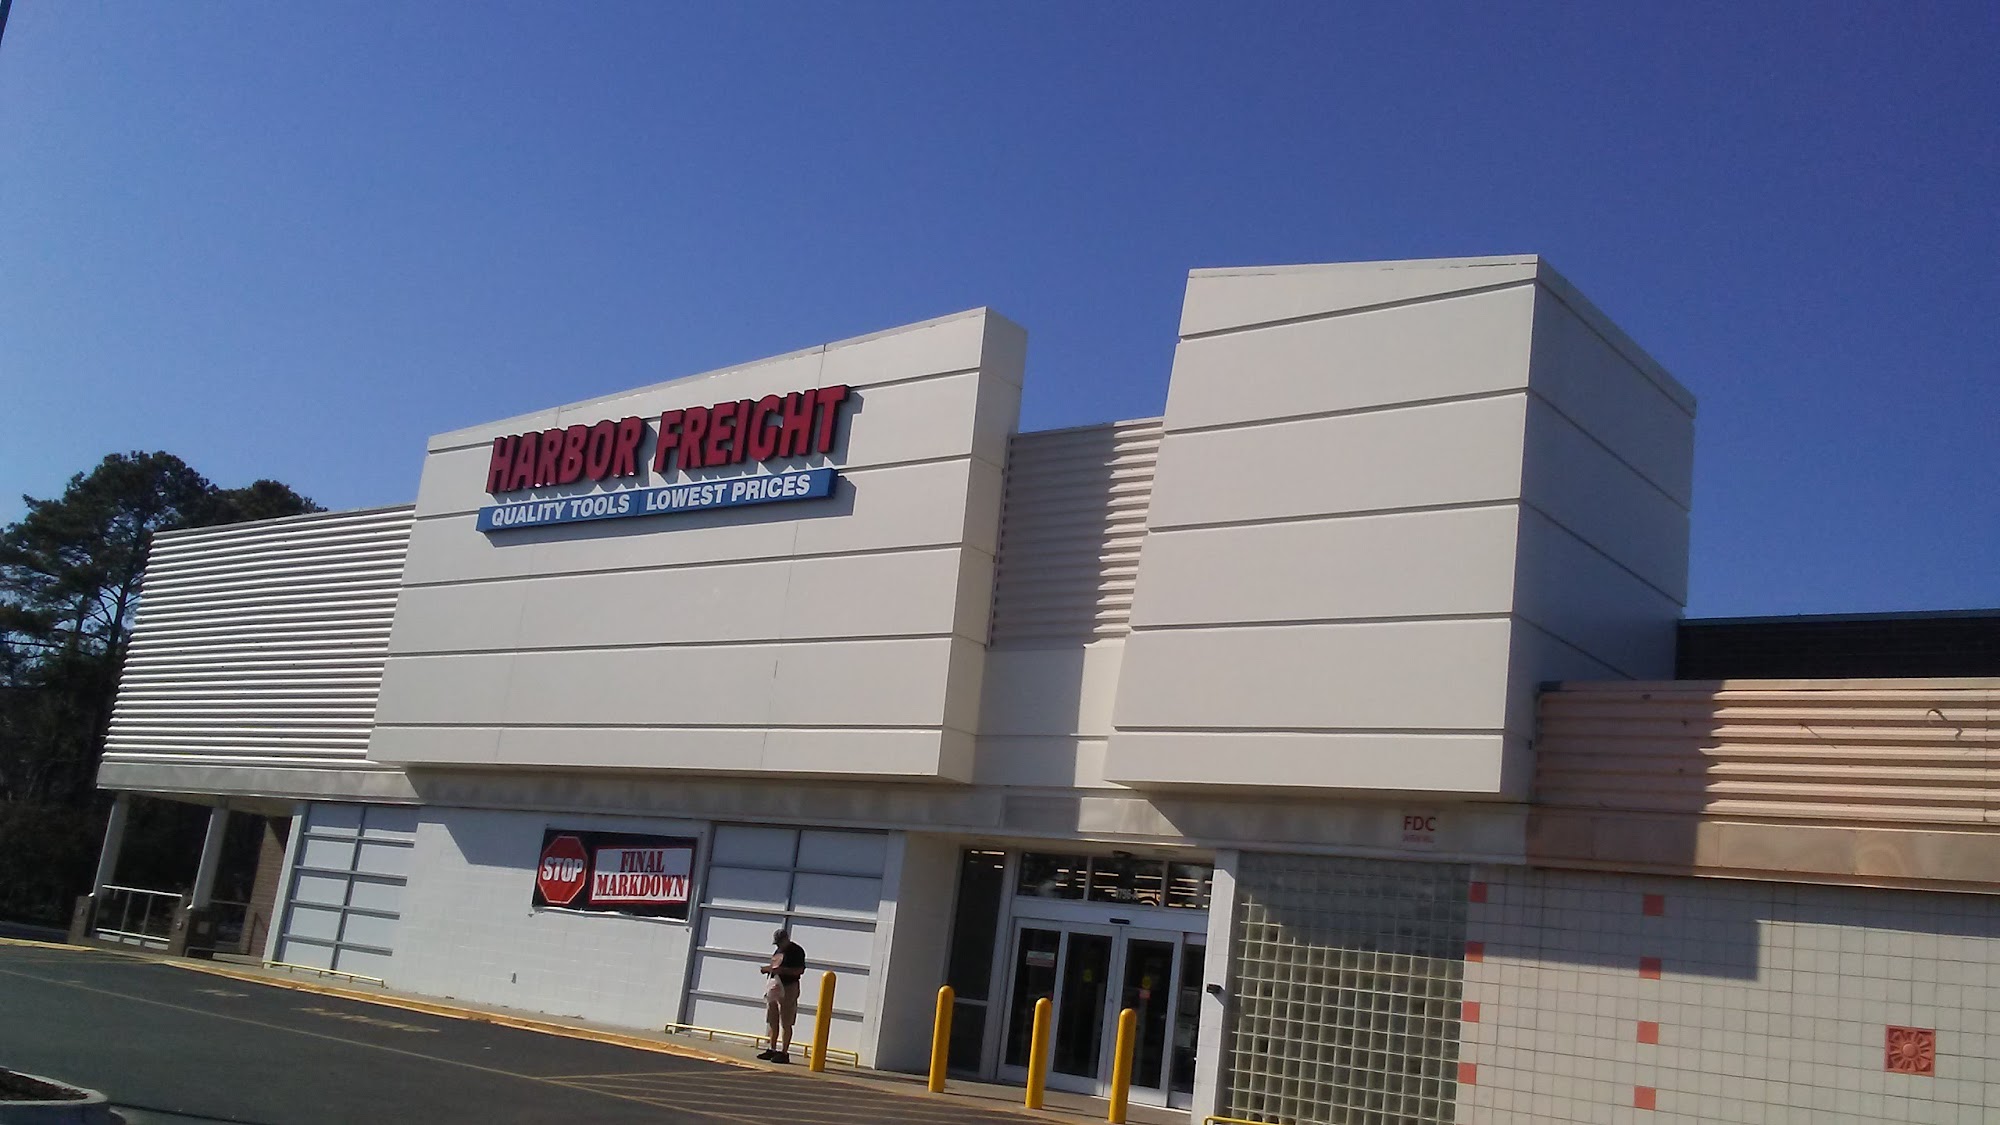 HARBOR FREIGHT
QUALITY TOOLS LOWEST PRICES
STOP
FINAL
MARKDOWN
FDC